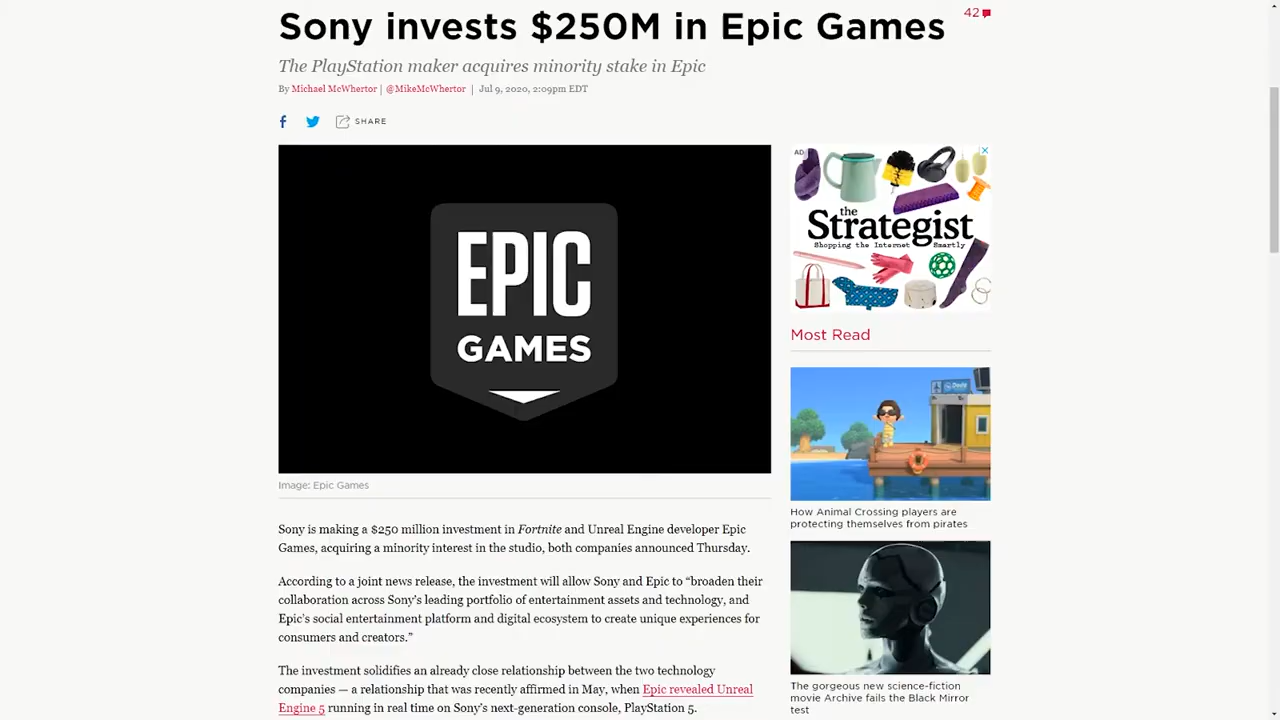 Sony invests $250M in Epic Games
42
The PlayStation maker acquires minority stake in Epic
By Michael McWhertor | @MikeMcWhertor | Jul 9, 2020, 2:09pm EDT
SHARE
EPIC
GAMES
Image: Epic Games
Sony is making a $250 million investment in Fortnite and Unreal Engine developer Epic
Games, acquiring a minority interest in the studio, both companies announced Thursday.
According to a joint news release, the investment will allow Sony and Epic to “broaden their
collaboration across Sony’s leading portfolio of entertainment assets and technology, and
Epic’s social entertainment platform and digital ecosystem to create unique experiences for
consumers and creators.”
The investment solidifies an already close relationship between the two technology
companies — a relationship that was recently affirmed in May, when Epic revealed Unreal
Engine 5 running in real time on Sony’s next-generation console, PlayStation 5.
AD
the
Strategist
Shopping the Internet Smartly
Most Read
Dodo
How Animal Crossing players are
protecting themselves from pirates
The gorgeous new science-fiction
movie Archive fails the Black Mirror
test